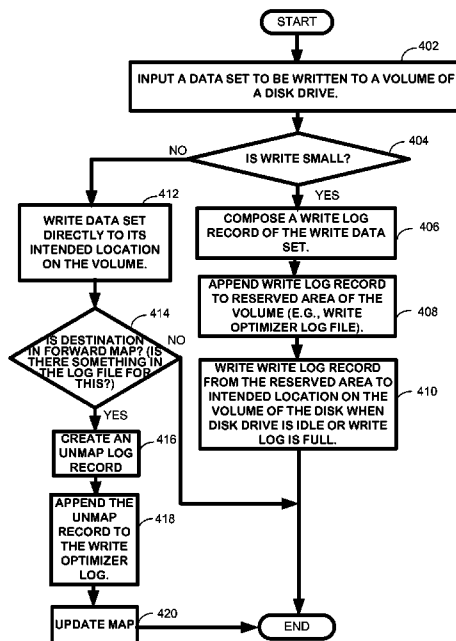 START
402
INPUT A DATA SET TO BE WRITTEN TO A VOLUME OF
A DISK DRIVE.
404
NO
IS WRITE SMALL?
YES
412
WRITE DATA SET
DIRECTLY TO ITS
INTENDED LOCATION
ON THE VOLUME.
COMPOSE A WRITE LOG
RECORD OF THE WRITE DATA
SET.
406
APPEND WRITE LOG RECORD
TO RESERVED AREA OF THE
VOLUME (E.G., WRITE
OPTIMIZER LOG FILE).
408
414
IS DESTINATION
IN FORWARD MAP? (IS
THERE SOMETHING IN
THE LOG FILE FOR
THIS?)
NO
YES
WRITE WRITE LOG RECORD
FROM THE RESERVED AREA TO
INTENDED LOCATION ON THE
VOLUME OF THE DISK WHEN
DISK DRIVE IS IDLE OR WRITE
LOG IS FULL.
410
CREATE AN
UNMAP LOG
RECORD
416
APPEND THE
UNMAP
RECORD TO
THE WRITE
OPTIMIZER
LOG.
418
UPDATE MAP
420
END